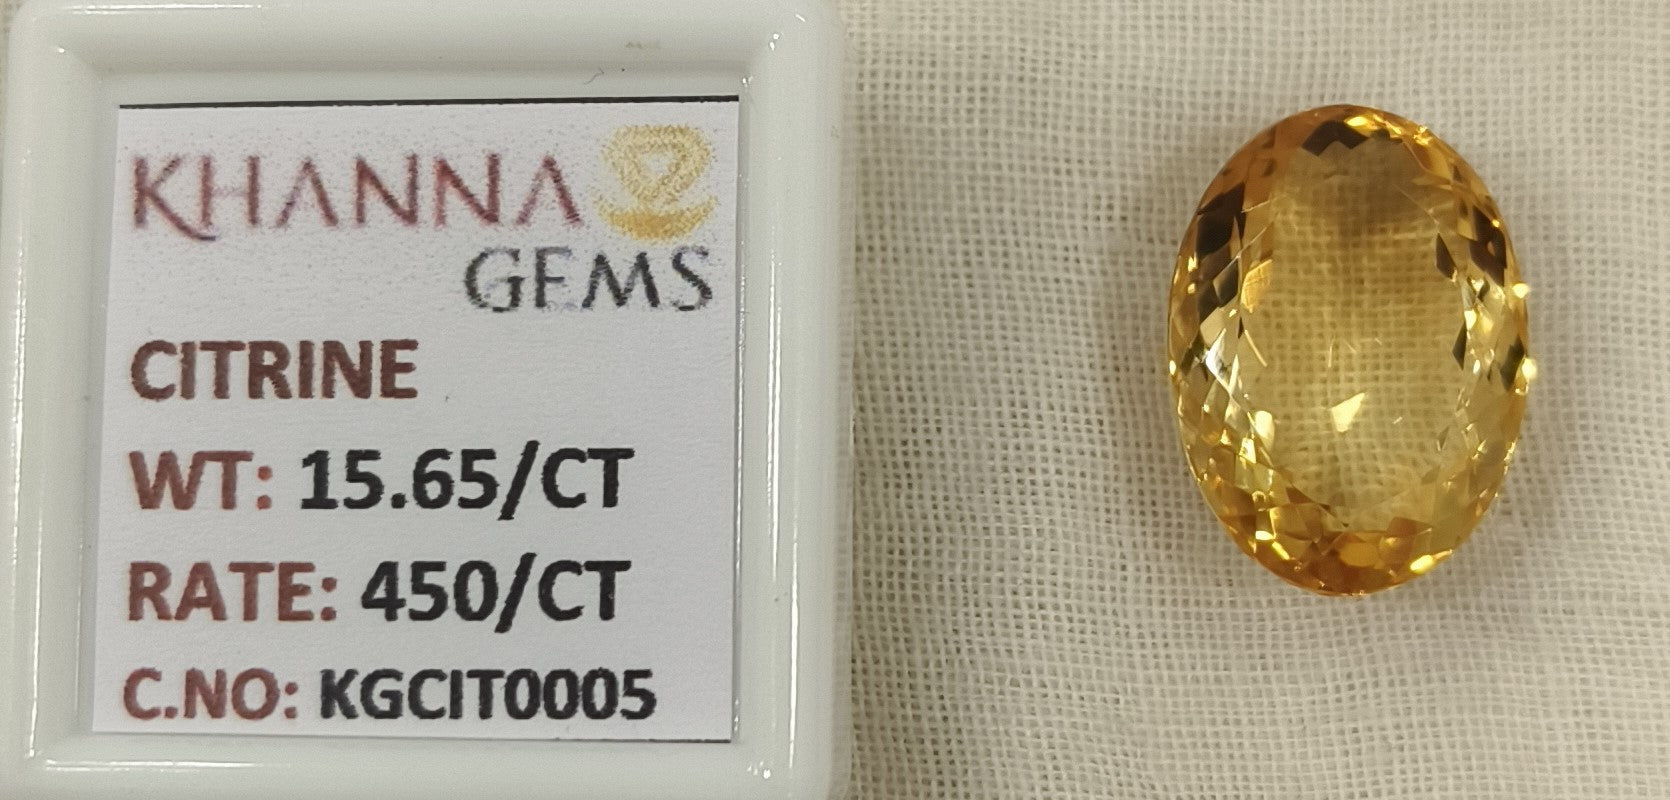 KHANNA
GEMS
CITRINE
WT: 15.65/CT
RATE: 450/CT
C.NO: KGCIT0005